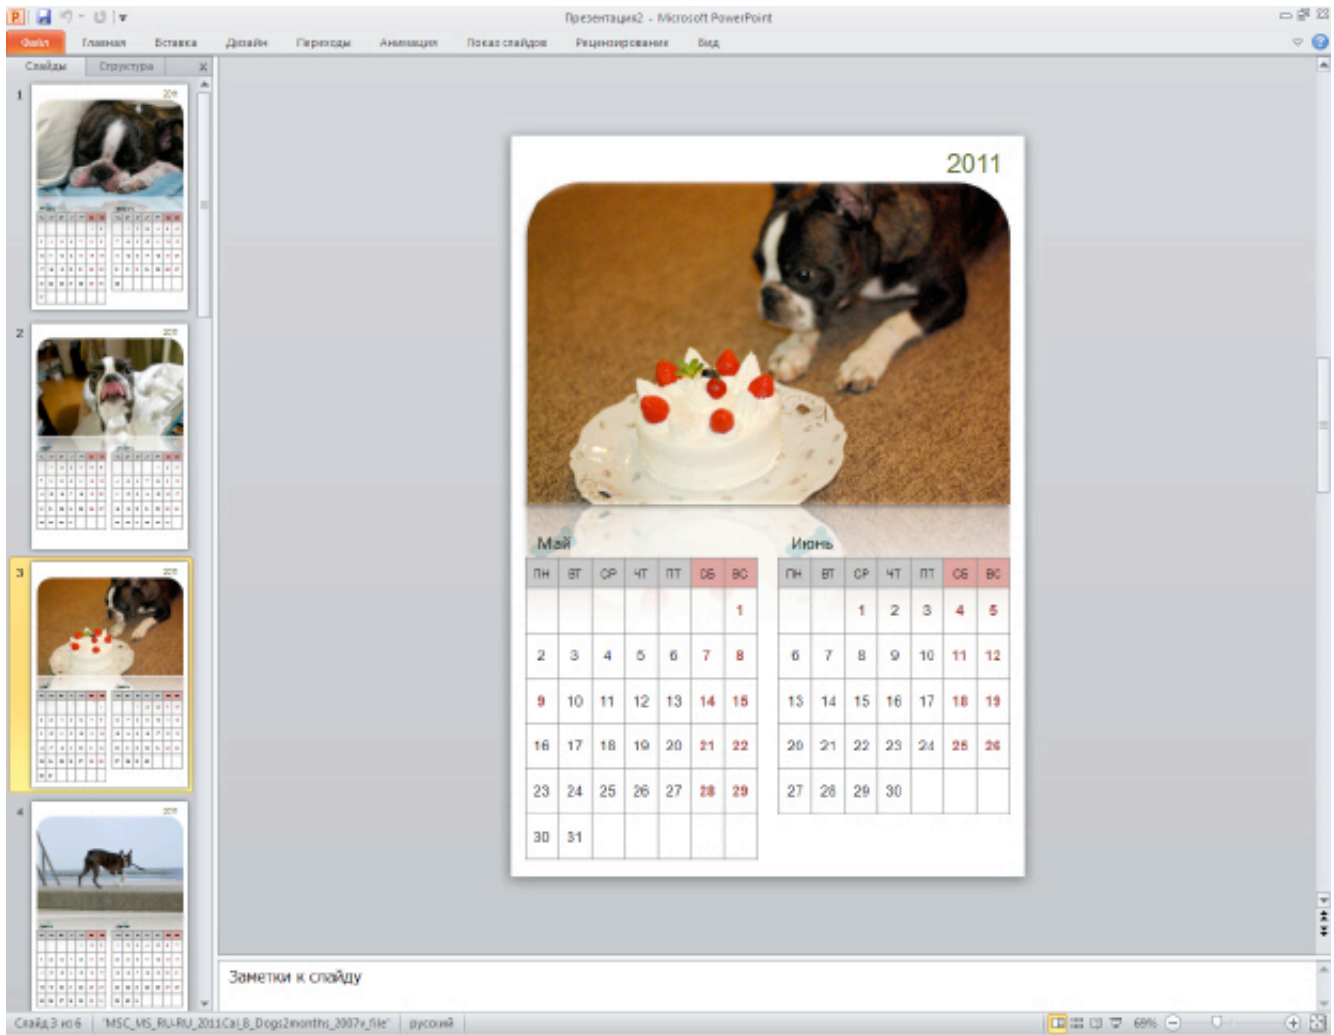 Презентация2 - Microsoft PowerPoint
Файл Главная Вставка Дизайн Переходы Анимация Показ слайдов Рецензирование Вид
Слайды Структура
1
2011
2
2011
3
2011
4
2011
2011
Май
ПН ВТ СР ЧТ ПТ СБ ВС
1
2 3 4 5 6 7 8
9 10 11 12 13 14 15
16 17 18 19 20 21 22
23 24 25 26 27 28 29
30 31
Июнь
ПН ВТ СР ЧТ ПТ СБ ВС
1 2 3 4 5
6 7 8 9 10 11 12
13 14 15 16 17 18 19
20 21 22 23 24 25 26
27 28 29 30
Заметки к слайду
Слайд 3 из 6 "MSC_MS_RU-RU_2011Cal_8_Dogs2months_2007v_file" русский 69%